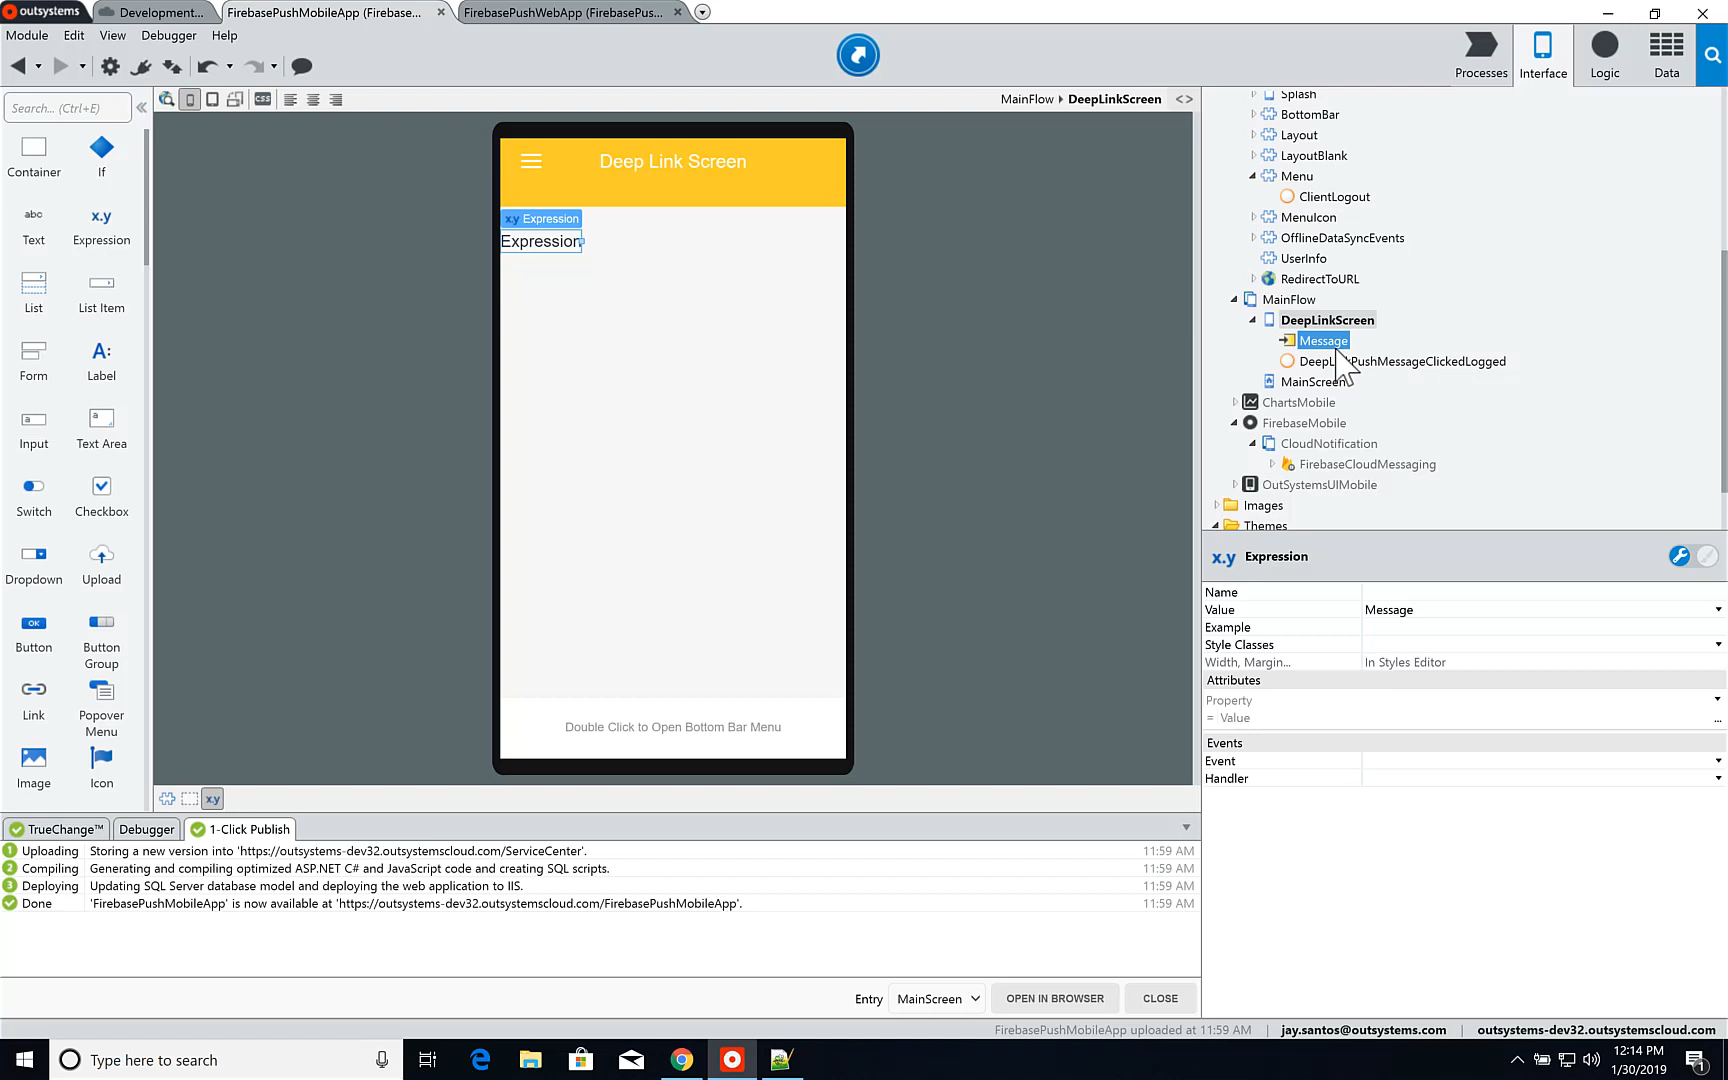 outsystems
Development...
FirebasePushMobileApp (Firebase...
FirebasePushWebApp (FirebasePus...
Module
Edit
View
Debugger
Help
Processes
Interface
Logic
Data
Search... (Ctrl+E)
CSS
MainFlow
DeepLinkScreen
Container
If
abc
Text
x.y
Expression
List
List Item
Form
A:
Label
a
Input
a
Text Area
Switch
Checkbox
Dropdown
Upload
OK
Button
Button Group
Link
Popover Menu
Image
Icon
Deep Link Screen
x.y Expression
Expression
Double Click to Open Bottom Bar Menu
x.y
Splash
BottomBar
Layout
LayoutBlank
Menu
ClientLogout
MenuIcon
OfflineDataSyncEvents
UserInfo
RedirectToURL
MainFlow
DeepLinkScreen
Message
MainScreen
ChartsMobile
FirebaseMobile
CloudNotification
FirebaseCloudMessaging
OutSystemsUIMobile
Images
Themes
x.y Expression
Name
Value Message
Example
Style Classes
Width, Margin... In Styles Editor
Attributes
Property
= Value ...
Events
Event
Handler
TrueChange™
Debugger
1-Click Publish
1 Uploading Storing a new version into 'https://outsystems-dev32.outsystemscloud.com/ServiceCenter'. 11:59 AM
2 Compiling Generating and compiling optimized ASP.NET C# and JavaScript code and creating SQL scripts. 11:59 AM
3 Deploying Updating SQL Server database model and deploying the web application to IIS. 11:59 AM
Done 'FirebasePushMobileApp' is now available at 'https://outsystems-dev32.outsystemscloud.com/FirebasePushMobileApp'. 11:59 AM
Entry MainScreen OPEN IN BROWSER CLOSE
FirebasePushMobileApp uploaded at 11:59 AM | jay.santos@outsystems.com | outsystems-dev32.outsystemscloud.com
Type here to search
12:14 PM
1/30/2019
1